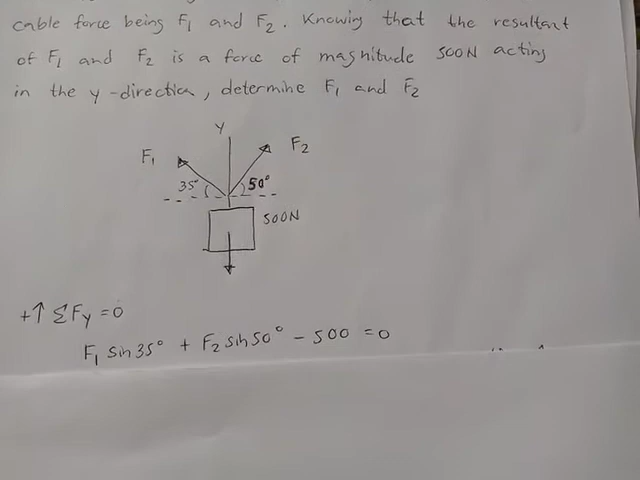 cable force being F₁ and F₂. Knowing that the resultant
of F₁ and F₂ is a force of magnitude 500N acting
in the y-direction, determine F₁ and F₂
Y
F₁
F₂
35°
50°
500N
+↑ ΣFy = 0
F₁ sin 35° + F₂ sin 50° - 500 = 0